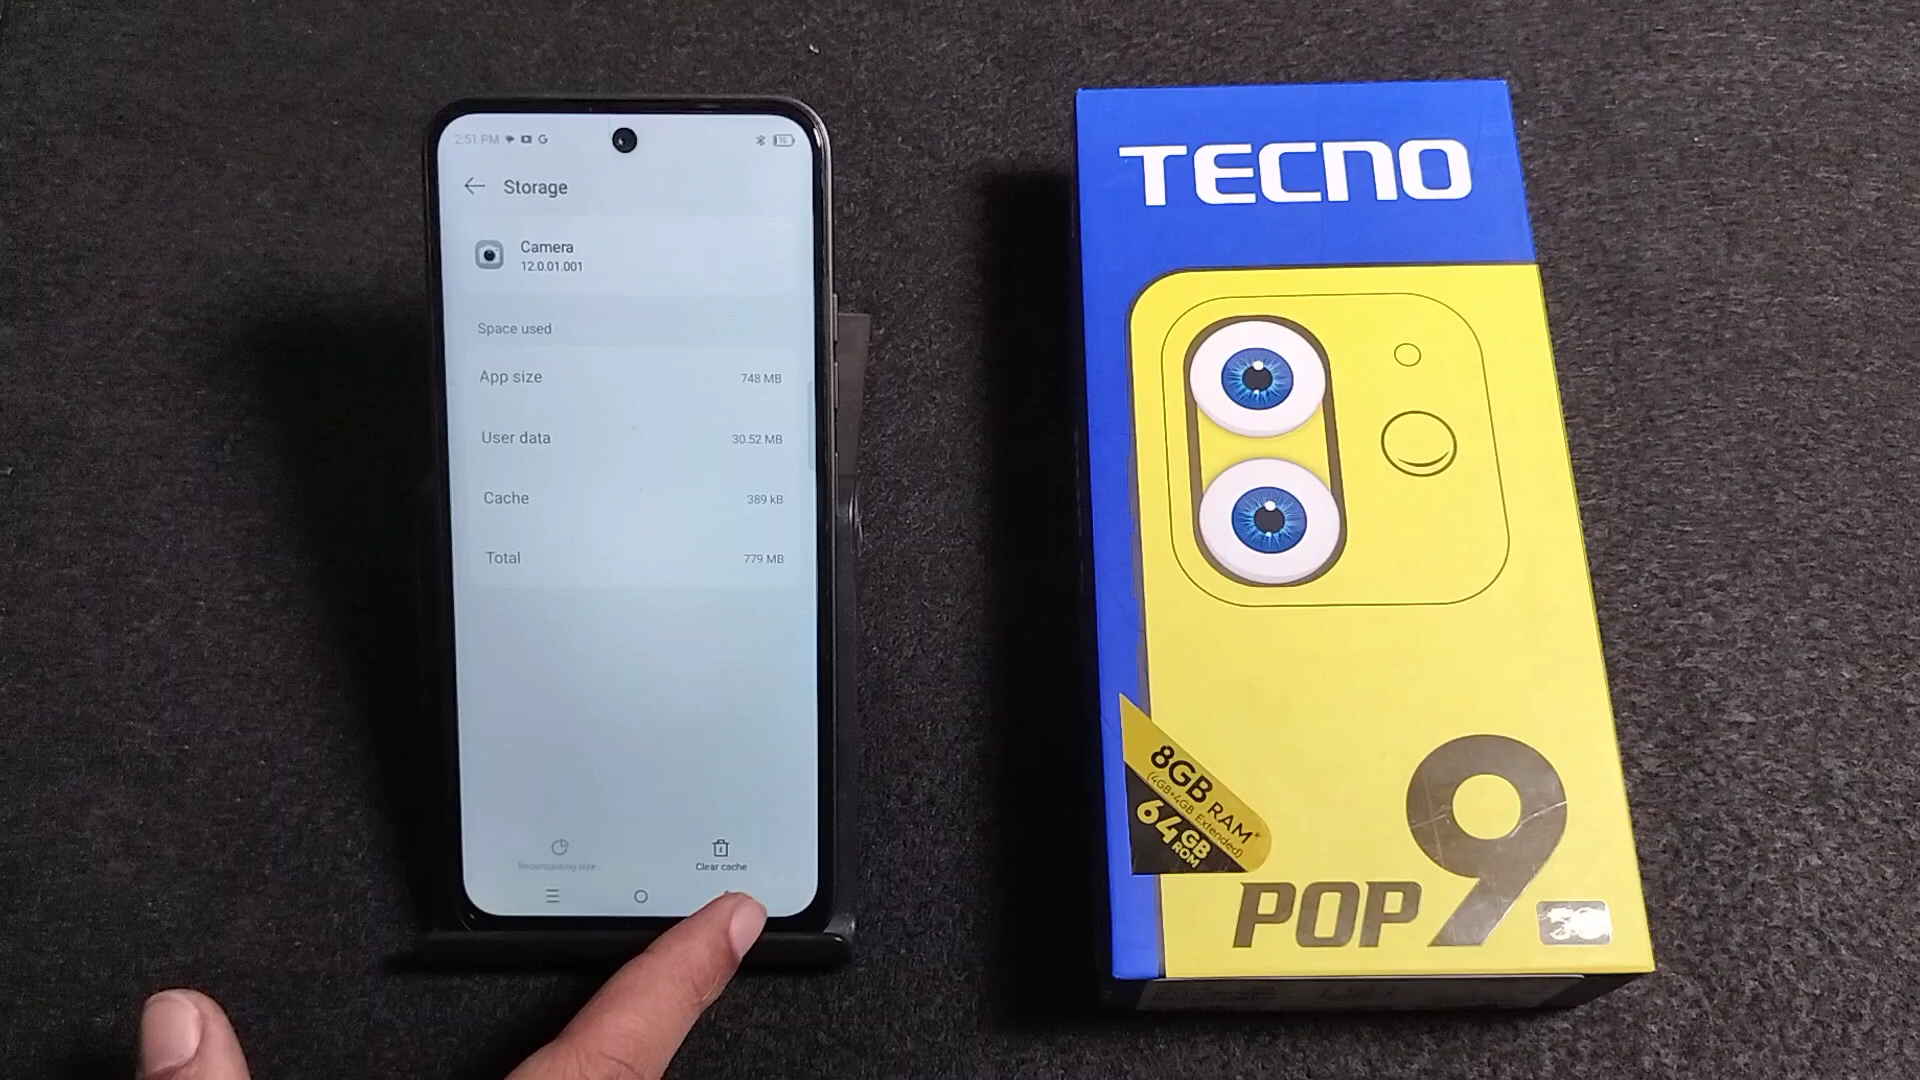 2:51 PM
Storage
Camera
12.0.01.001
Space used
App size 748 MB
User data 30.52 MB
Cache 389 kB
Total 779 MB
Recomputing size
Clear cache
TECNO
8GB RAM*
(4GB+4GB Extended)
64GB ROM
POP 9